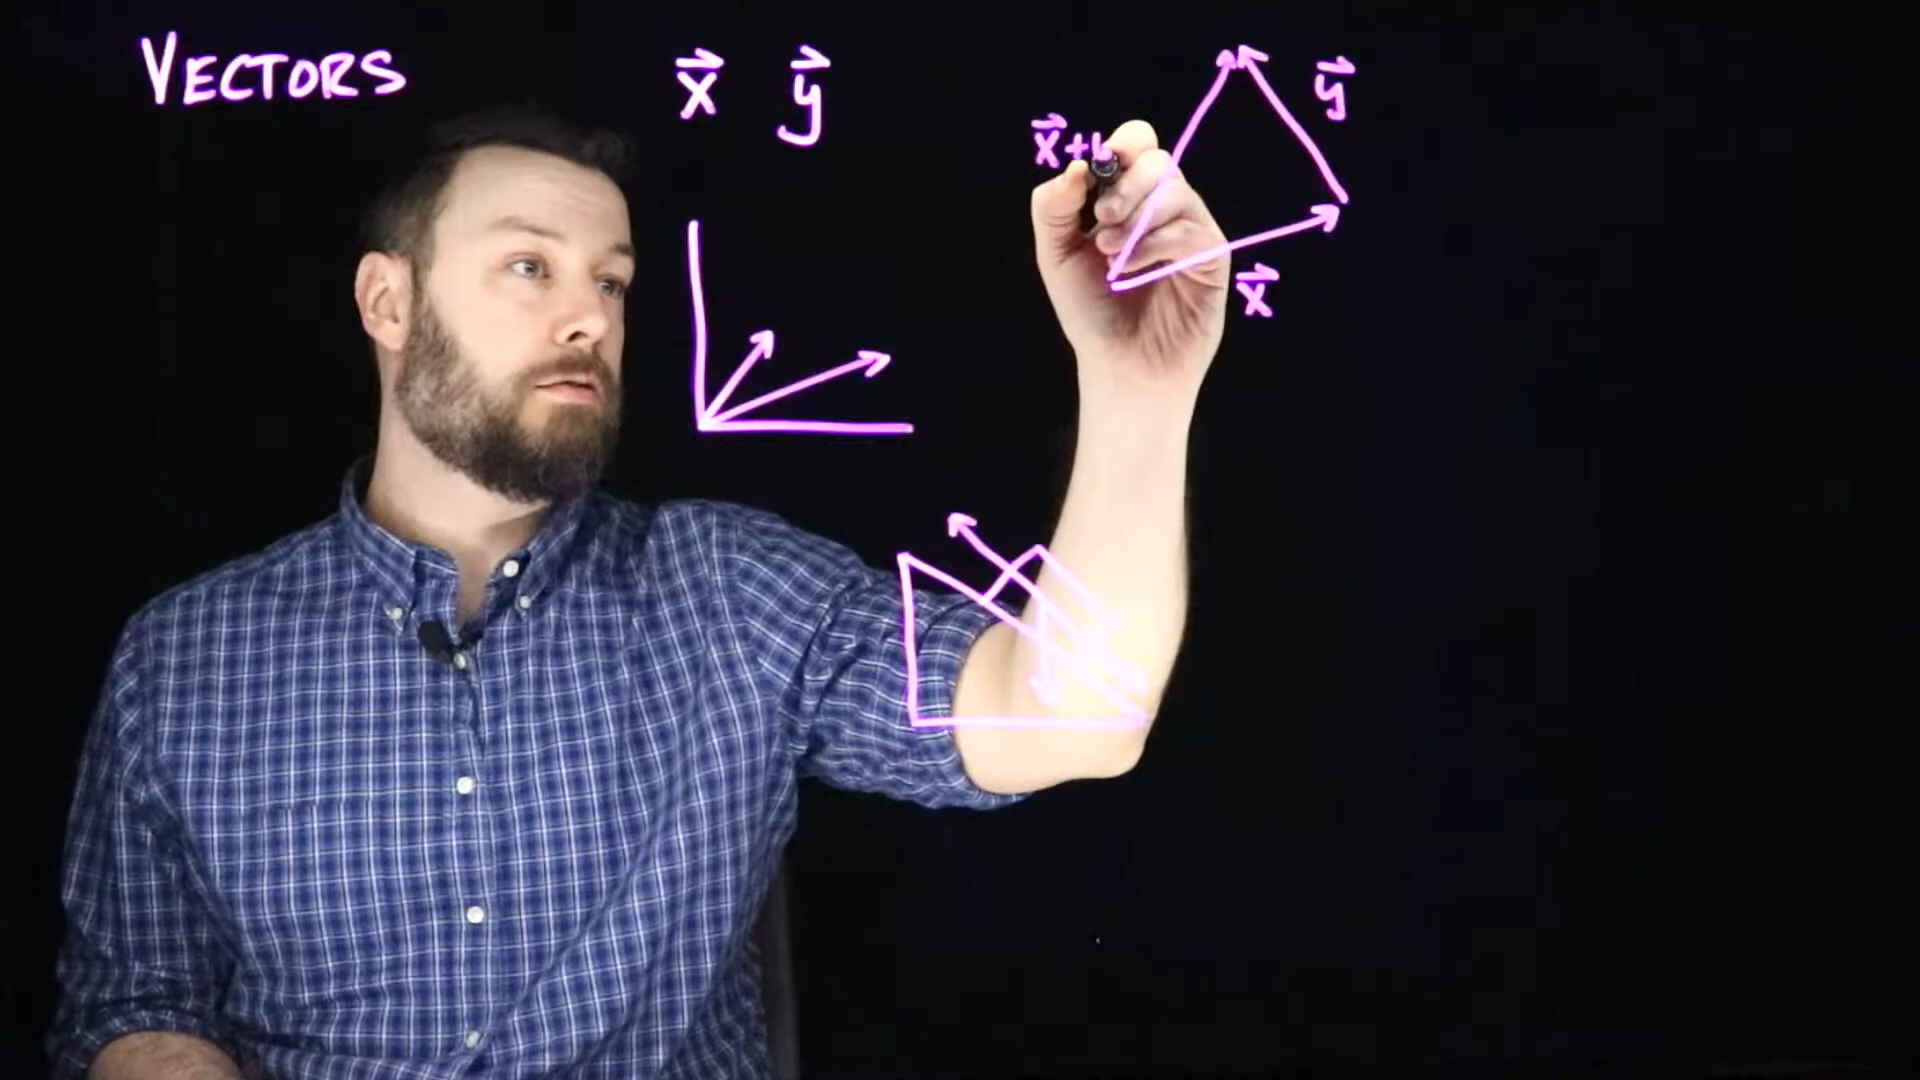 VECTORS
x⃗ y⃗
y⃗
x⃗+
x⃗